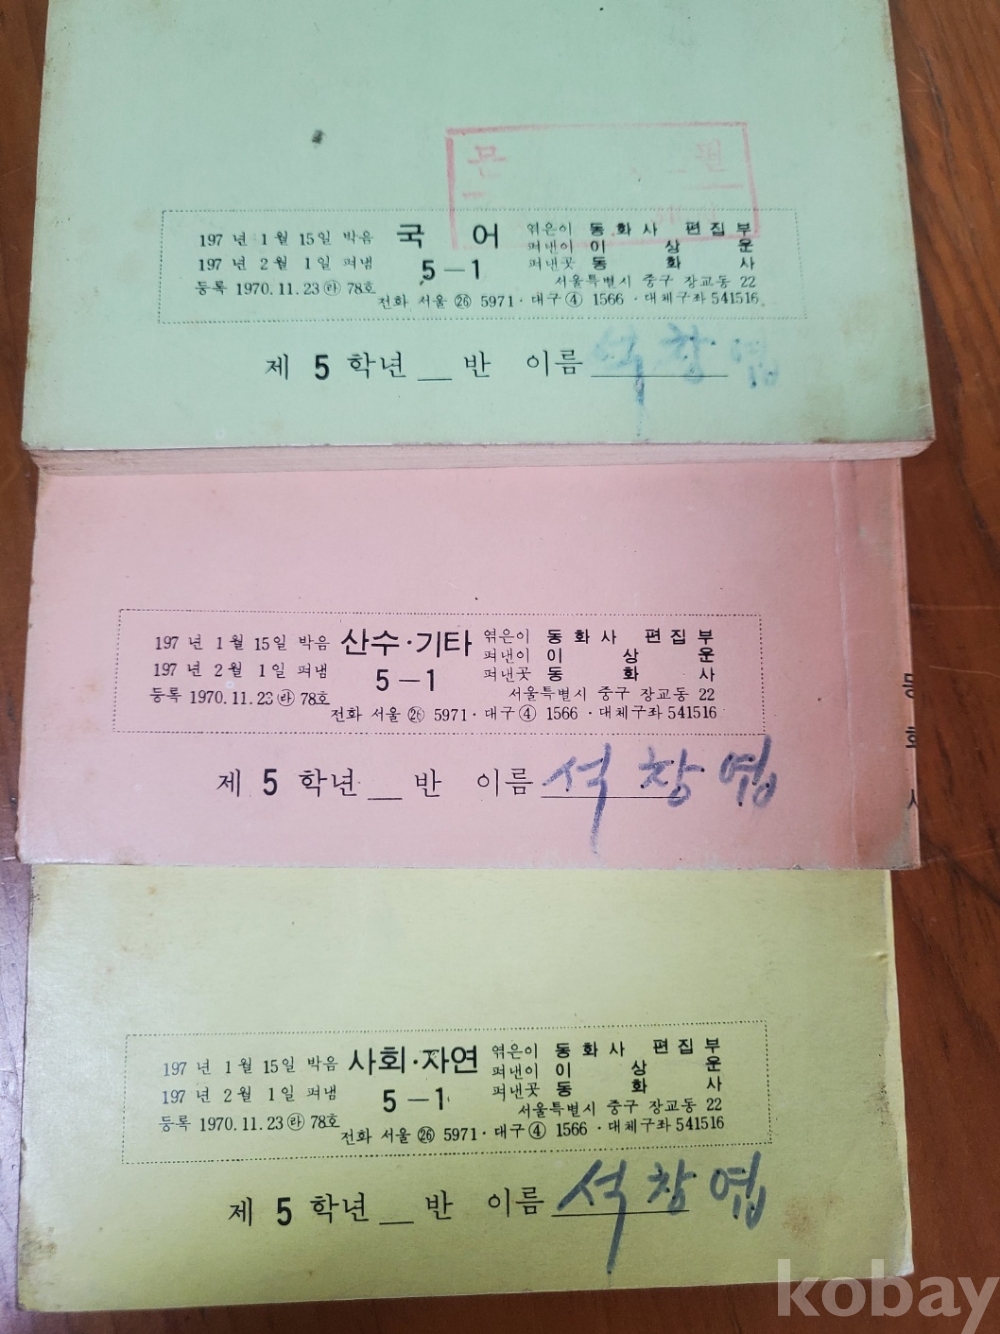 문 편
197 년 1 월 15일 박음 국 어 엮은이 동 화 사 편 집 부
펴낸이 이 상 운
197 년 2 월 1 일 펴냄 5－1 펴낸곳 동 화 사
등록 1970. 11. 23 ㉱ 78호 서울특별시 중구 장교동 22
전화 서울 ㉖ 5971 · 대구 ④ 1566 · 대체구좌 541516
제 5 학년 __ 반 이름 석창엽
197 년 1 월 15일 박음 산수·기타 엮은이 동 화 사 편 집 부
펴낸이 이 상 운
197 년 2 월 1 일 펴냄 5－1 펴낸곳 동 화 사
등록 1970. 11. 23 ㉱ 78호 서울특별시 중구 장교동 22
전화 서울 ㉖ 5971 · 대구 ④ 1566 · 대체구좌 541516
동 화 사
제 5 학년 __ 반 이름 석창엽
197 년 1 월 15일 박음 사회·자연 엮은이 동 화 사 편 집 부
펴낸이 이 상 운
197 년 2 월 1 일 펴냄 5－1 펴낸곳 동 화 사
등록 1970. 11. 23 ㉱ 78호 서울특별시 중구 장교동 22
전화 서울 ㉖ 5971 · 대구 ④ 1566 · 대체구좌 541516
제 5 학년 __ 반 이름 석창엽
kobay